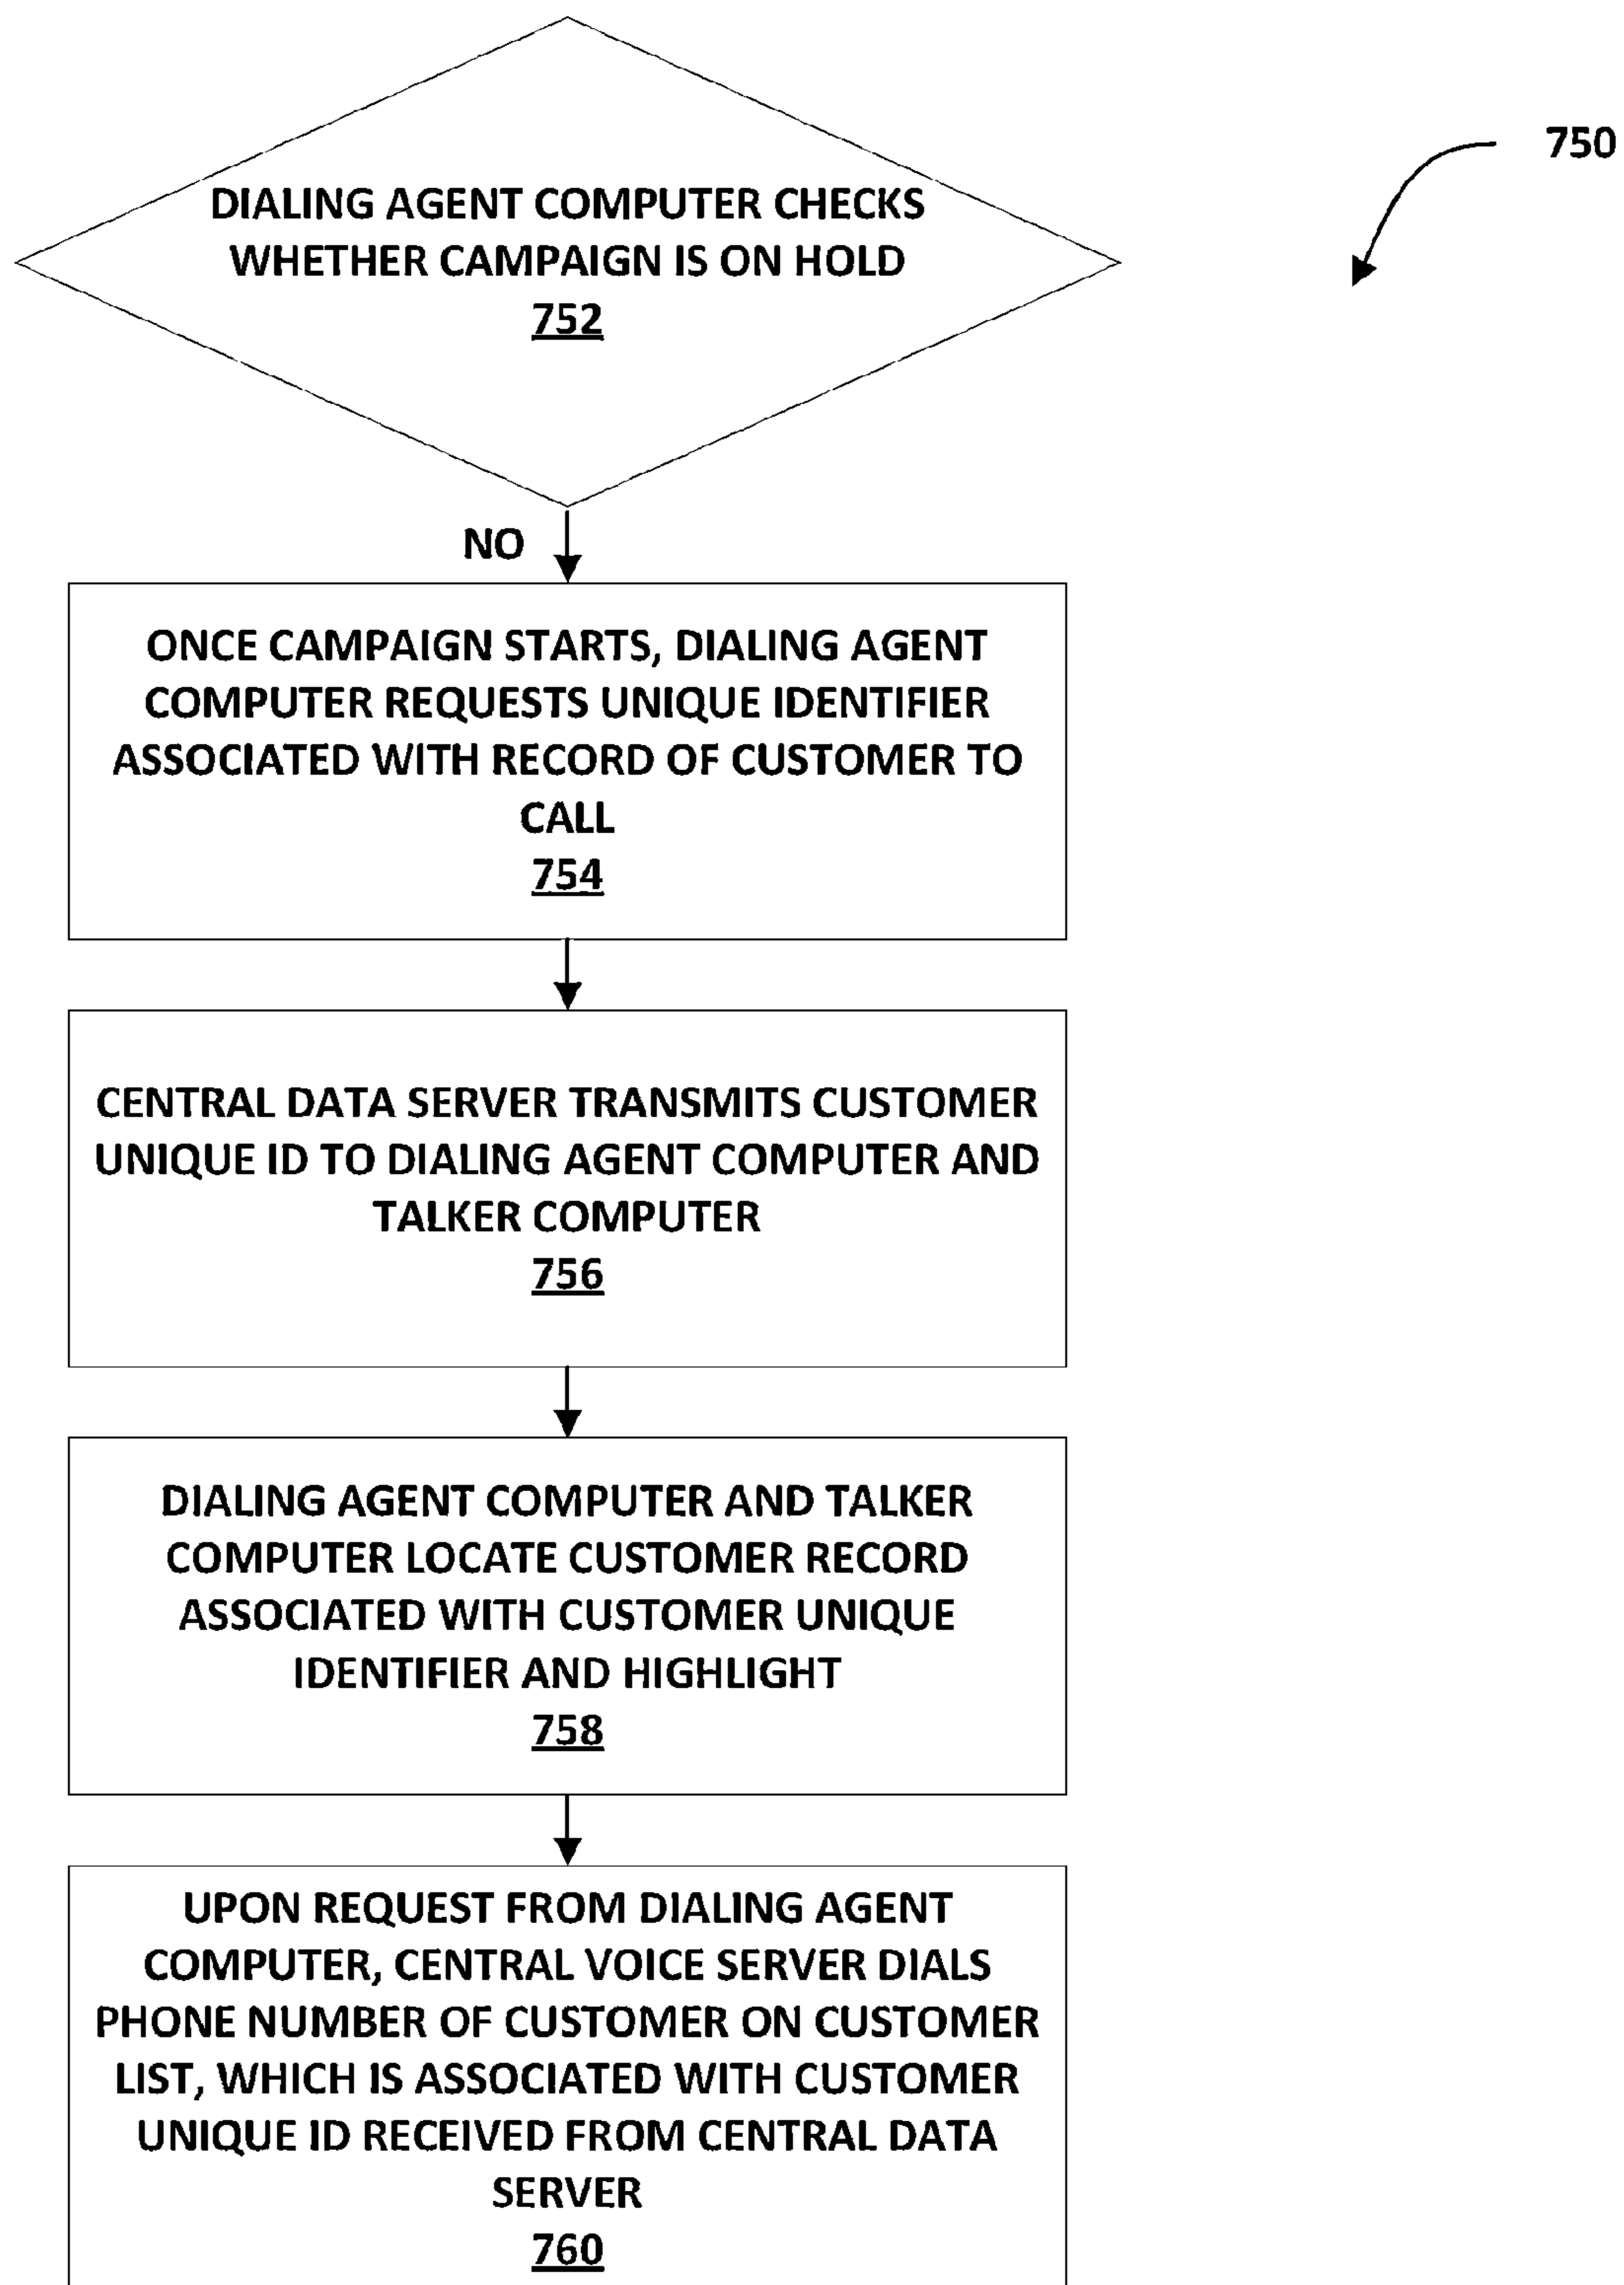 750
DIALING AGENT COMPUTER CHECKS
WHETHER CAMPAIGN IS ON HOLD
752
NO
ONCE CAMPAIGN STARTS, DIALING AGENT
COMPUTER REQUESTS UNIQUE IDENTIFIER
ASSOCIATED WITH RECORD OF CUSTOMER TO
CALL
754
CENTRAL DATA SERVER TRANSMITS CUSTOMER
UNIQUE ID TO DIALING AGENT COMPUTER AND
TALKER COMPUTER
756
DIALING AGENT COMPUTER AND TALKER
COMPUTER LOCATE CUSTOMER RECORD
ASSOCIATED WITH CUSTOMER UNIQUE
IDENTIFIER AND HIGHLIGHT
758
UPON REQUEST FROM DIALING AGENT
COMPUTER, CENTRAL VOICE SERVER DIALS
PHONE NUMBER OF CUSTOMER ON CUSTOMER
LIST, WHICH IS ASSOCIATED WITH CUSTOMER
UNIQUE ID RECEIVED FROM CENTRAL DATA
SERVER
760